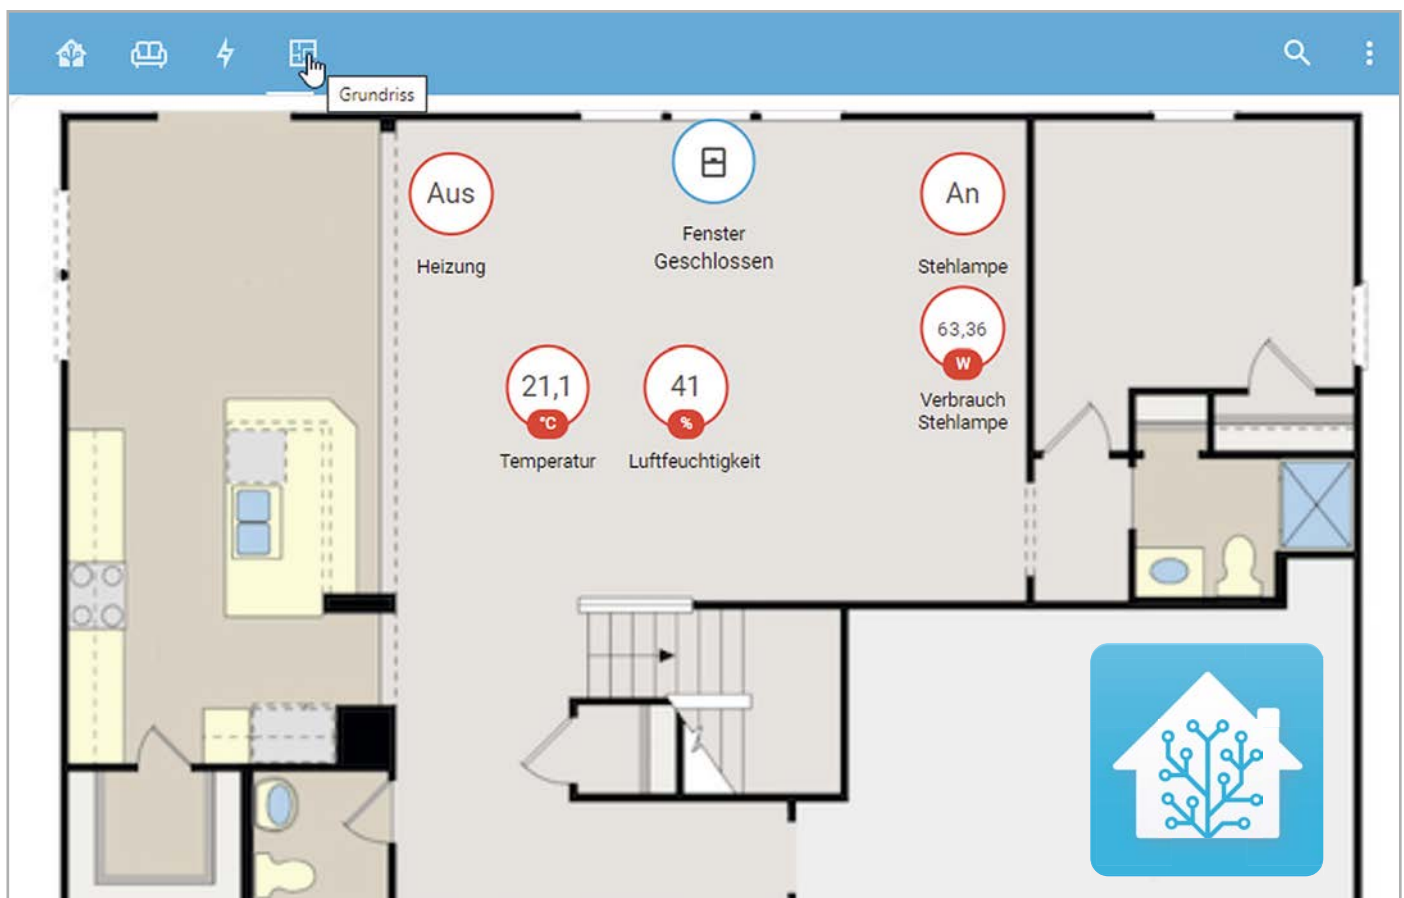 Grundriss
Aus
Heizung
Fenster
Geschlossen
An
Stehlampe
63,36
W
Verbrauch
Stehlampe
21,1
°C
Temperatur
41
%
Luftfeuchtigkeit